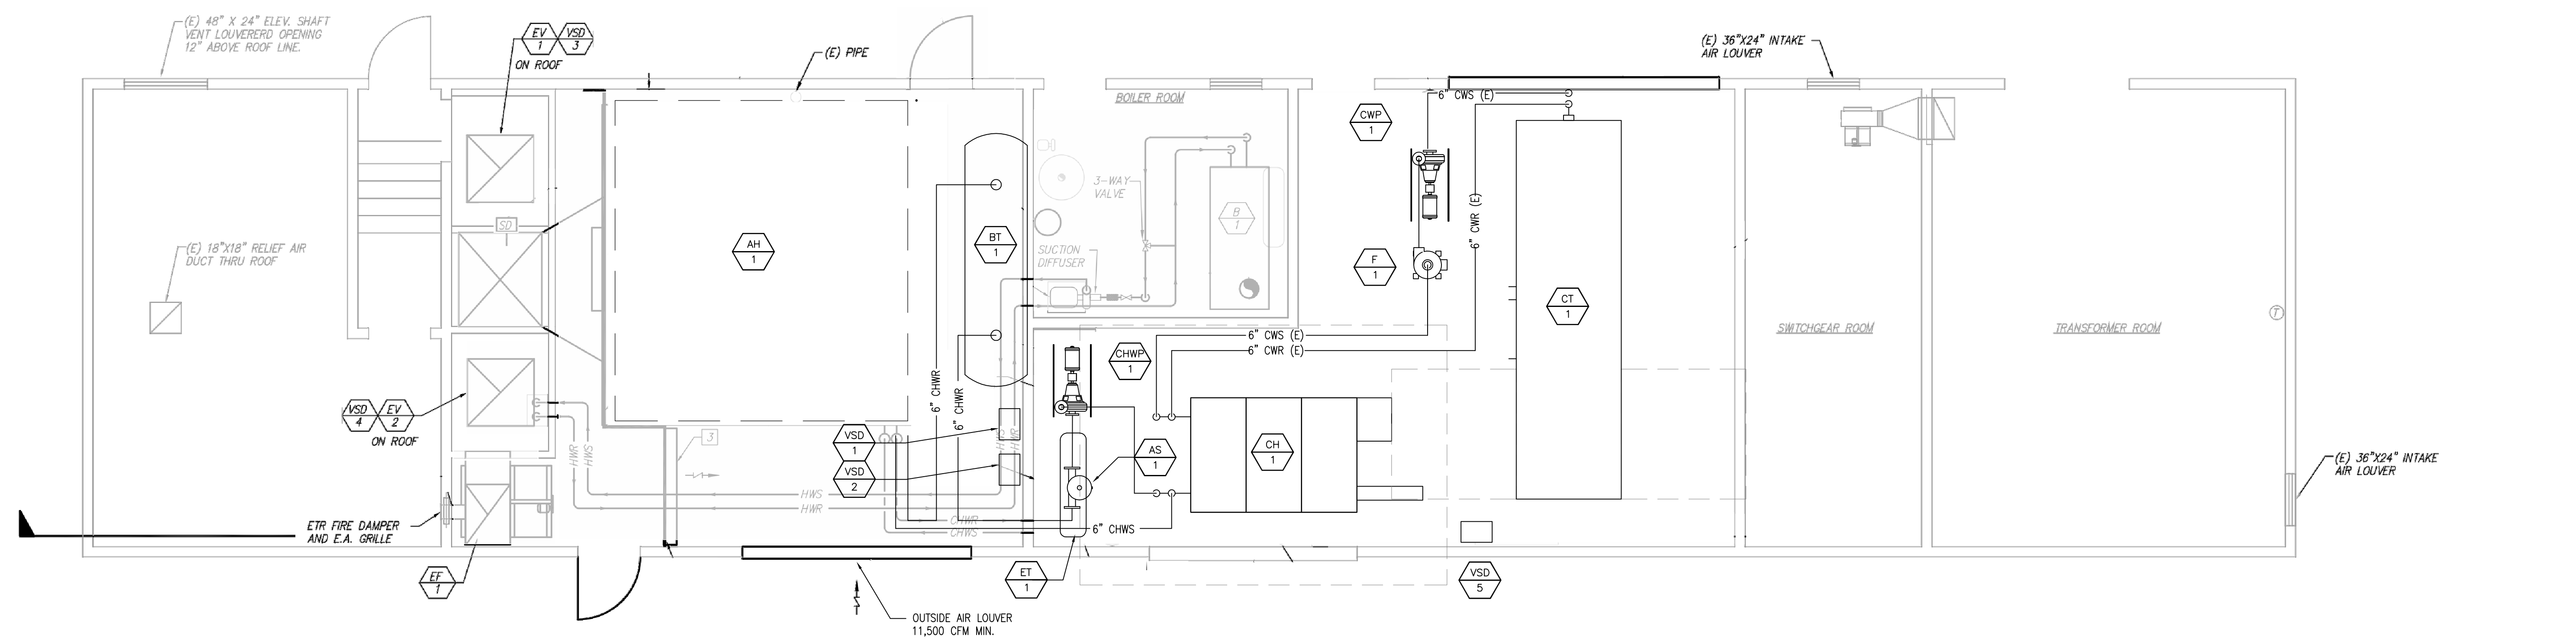 (E) 48" X 24" ELEV. SHAFT
VENT LOUVERERD OPENING
12" ABOVE ROOF LINE.
EV
1
VSD
3
ON ROOF
(E) PIPE
(E) 36"X24" INTAKE
AIR LOUVER
BOILER ROOM
6" CWS (E)
CWP
1
3-WAY
VALVE
6" CWR (E)
B
1
SD
(E) 18"X18" RELIEF AIR
DUCT THRU ROOF
AH
1
BT
1
SUCTION
DIFFUSER
F
1
CT
1
T
SWITCHGEAR ROOM
TRANSFORMER ROOM
6" CWS (E)
6" CWR (E)
CHWP
1
6" CHWR
6" CHWR
VSD
4
EV
2
ON ROOF
3
VSD
1
VSD
2
HWS
HWR
HWR
HWS
AS
1
CH
1
(E) 36"X24" INTAKE
AIR LOUVER
HWS
HWR
CHWR
CHWS
6" CHWS
ETR FIRE DAMPER
AND E.A. GRILLE
EF
1
ET
1
VSD
5
OUTSIDE AIR LOUVER
11,500 CFM MIN.